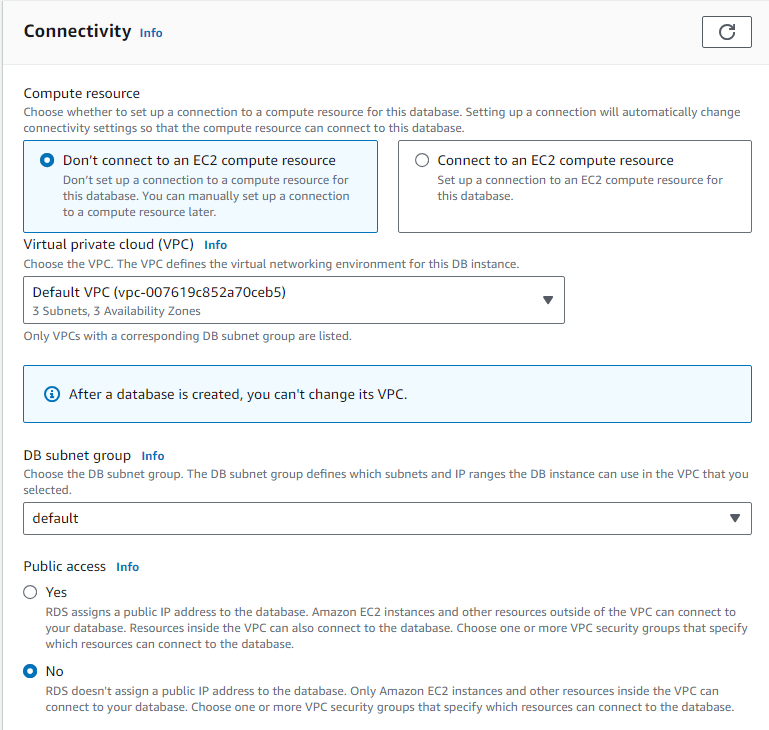 Connectivity Info
Compute resource
Choose whether to set up a connection to a compute resource for this database. Setting up a connection will automatically change
connectivity settings so that the compute resource can connect to this database.
Don't connect to an EC2 compute resource
Don't set up a connection to a compute resource for
this database. You can manually set up a connection
to a compute resource later.
Connect to an EC2 compute resource
Set up a connection to an EC2 compute resource for
this database.
Virtual private cloud (VPC) Info
Choose the VPC. The VPC defines the virtual networking environment for this DB instance.
Default VPC (vpc-007619c852a70ceb5)
3 Subnets, 3 Availability Zones
Only VPCs with a corresponding DB subnet group are listed.
After a database is created, you can't change its VPC.
DB subnet group Info
Choose the DB subnet group. The DB subnet group defines which subnets and IP ranges the DB instance can use in the VPC that you
selected.
default
Public access Info
Yes
RDS assigns a public IP address to the database. Amazon EC2 instances and other resources outside of the VPC can connect to
your database. Resources inside the VPC can also connect to the database. Choose one or more VPC security groups that specify
which resources can connect to the database.
No
RDS doesn't assign a public IP address to the database. Only Amazon EC2 instances and other resources inside the VPC can
connect to your database. Choose one or more VPC security groups that specify which resources can connect to the database.